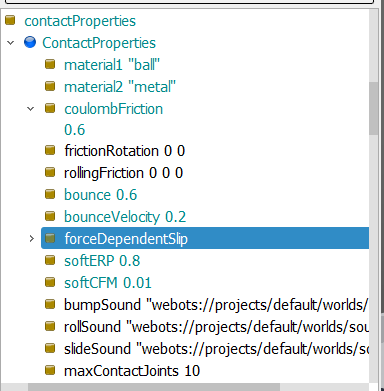 contactProperties
ContactProperties
material1 "ball"
material2 "metal"
coulombFriction
0.6
frictionRotation 0 0
rollingFriction 0 0 0
bounce 0.6
bounceVelocity 0.2
forceDependentSlip
softERP 0.8
softCFM 0.01
bumpSound "webots://projects/default/worlds/
rollSound "webots://projects/default/worlds/sou
slideSound "webots://projects/default/worlds/so
maxContactJoints 10